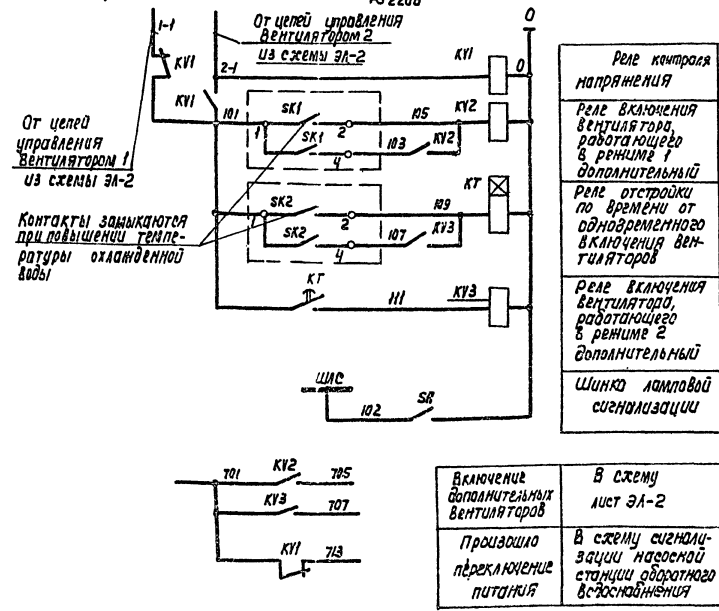 ~220В
1-1
От цепей управления
Вентилятором 2
из схемы ЭЛ-2
0
KV1
2-1
KV1
0
KV1
101
SK1
105
KV2
1
2
SK1
103
KV2
4
От цепей
управления
Вентилятором 1
из схемы ЭЛ-2
KT
SK2
109
2
SK2
107
KV3
4
Контакты замыкаются
при повышении темпе-
ратуры охлажденной
воды
KT
111
KV3
ШЛС
102
SA
Реле контроля
напряжения
Реле включения
вентилятора,
работающего
в режиме 1
дополнительный
Реле отстройки
по времени от
одновременного
включения вен-
тиляторов
Реле включения
вентилятора,
работающего
в режиме 2
дополнительный
Шинка ламповой
сигнализации
701
KV2
705
KV3
707
KV1
713
Включение
дополнительных
вентиляторов
В схему
лист ЭЛ-2
Произошло
переключение
питания
В схему сигнали-
зации насосной
станции оборотного
водоснабжения